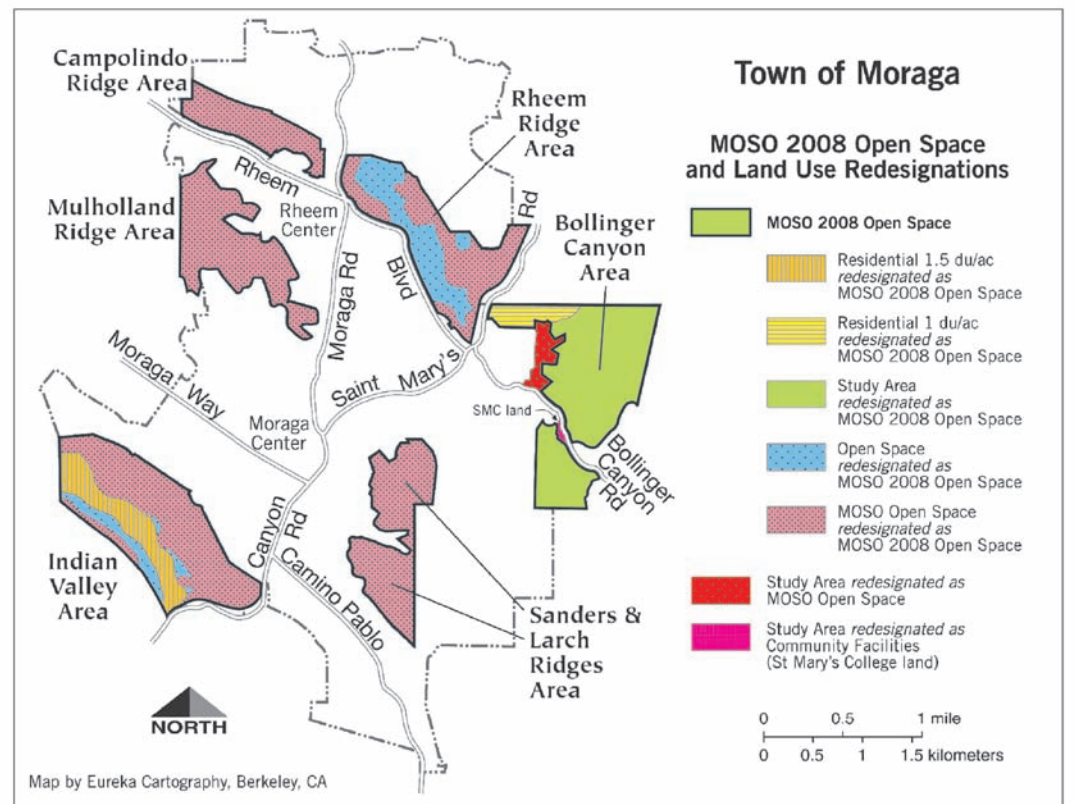 Town of Moraga
MOSO 2008 Open Space
and Land Use Redesignations
MOSO 2008 Open Space
Residential 1.5 du/ac
redesignated as
MOSO 2008 Open Space
Residential 1 du/ac
redesignated as
MOSO 2008 Open Space
Study Area
redesignated as
MOSO 2008 Open Space
Open Space
redesignated as
MOSO 2008 Open Space
MOSO Open Space
redesignated as
MOSO 2008 Open Space
Study Area redesignated as
MOSO Open Space
Study Area redesignated as
Community Facilities
(St Mary's College land)
0 0.5 1 mile
0 0.5 1 1.5 kilometers
Campolindo
Ridge Area
Rheem
Ridge
Area
Mulholland
Ridge Area
Rheem
Blvd
Rheem
Center
Moraga Rd
Rd
Bollinger
Canyon
Area
Saint Mary's
Moraga
Way
Moraga
Center
SMC land
Bollinger
Canyon
Rd
Canyon
Rd
Camino Pablo
Indian
Valley
Area
Sanders &
Larch
Ridges
Area
NORTH
Map by Eureka Cartography, Berkeley, CA